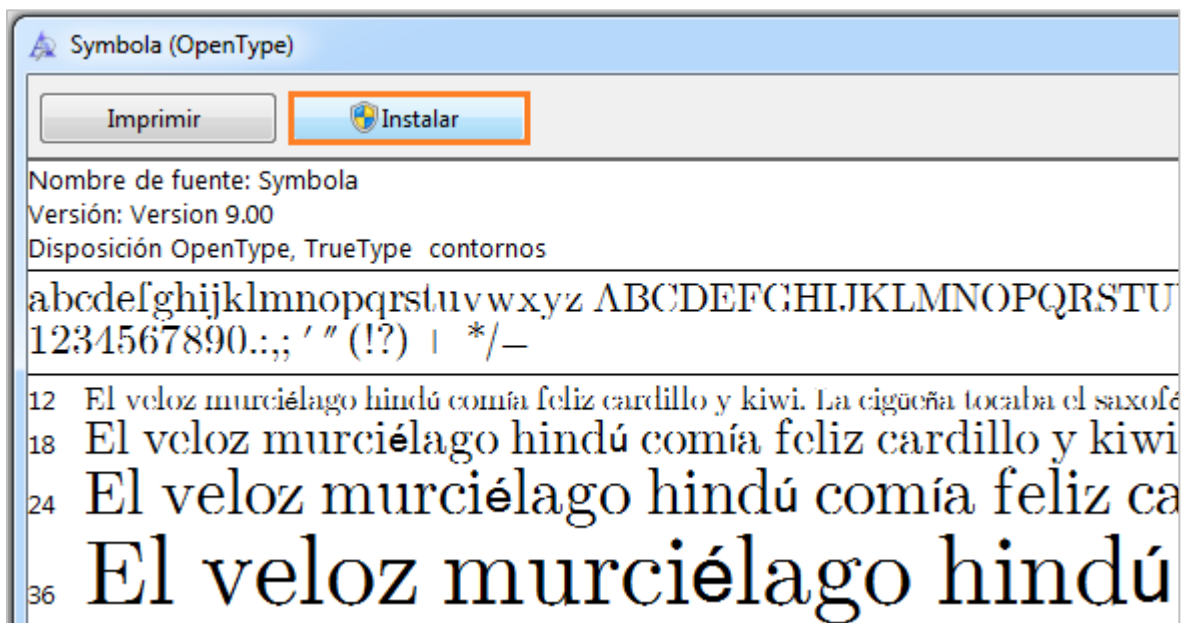 Symbola (OpenType)
Imprimir Instalar
Nombre de fuente: Symbola
Versión: Version 9.00
Disposición OpenType, TrueType contornos
abcdefghijklmnopqrstuvwxyz ABCDEFGHIJKLMNOPQRSTU
1234567890.:,; ′ ″ (!?) | */—
12 El veloz murciélago hindú comía feliz cardillo y kiwi. La cigüeña tocaba el saxofó
18 El veloz murciélago hindú comía feliz cardillo y kiwi
24 El veloz murciélago hindú comía feliz ca
36 El veloz murciélago hindú